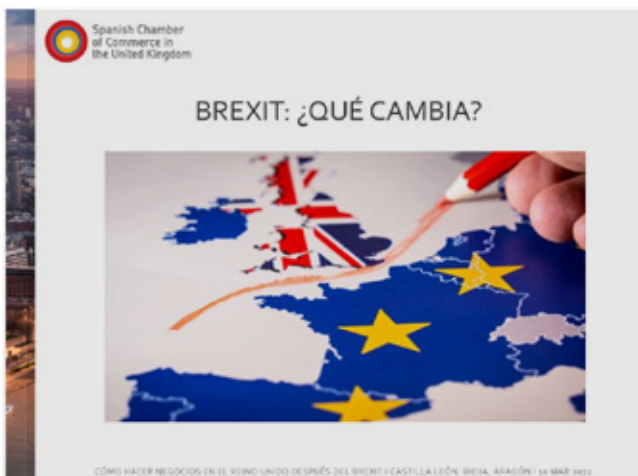 Spanish Chamber
of Commerce in
the United Kingdom
BREXIT: ¿QUÉ CAMBIA?
CÓMO HACER NEGOCIOS EN EL REINO UNIDO DESPUÉS DEL BREXIT I CASTILLA LEÓN, RIOJA, ARAGÓN I MAR